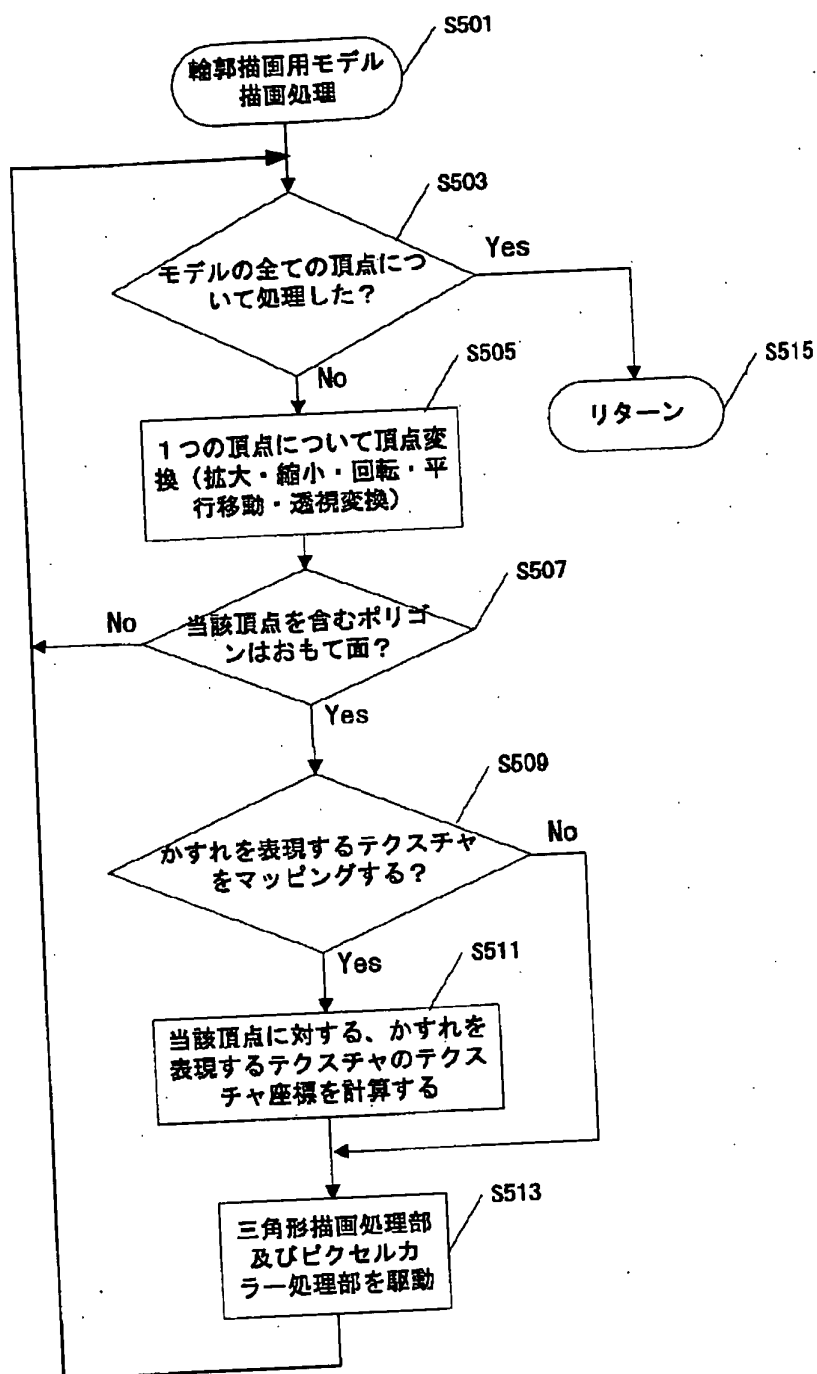 S501
輪郭描画用モデル
描画処理
S503
モデルの全ての頂点につ
いて処理した？
Yes
No
S505
S515
リターン
１つの頂点について頂点変
換（拡大・縮小・回転・平
行移動・透視変換）
S507
No
当該頂点を含むポリゴ
ンはおもて面？
Yes
S509
かすれを表現するテクスチャ
をマッピングする？
No
Yes
S511
当該頂点に対する、かすれを
表現するテクスチャのテクス
チャ座標を計算する
S513
三角形描画処理部
及びピクセルカ
ラー処理部を駆動